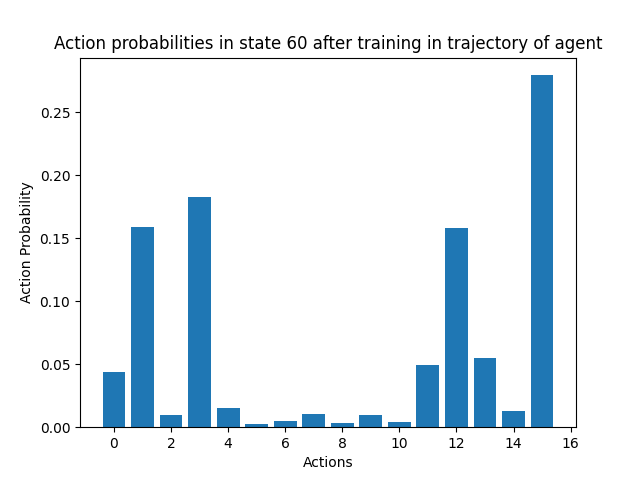 Action probabilities in state 60 after training in trajectory of agent
0.25
0.20
0.15
0.10
0.05
0.00
Action Probability
0 2 4 6 8 10 12 14 16
Actions